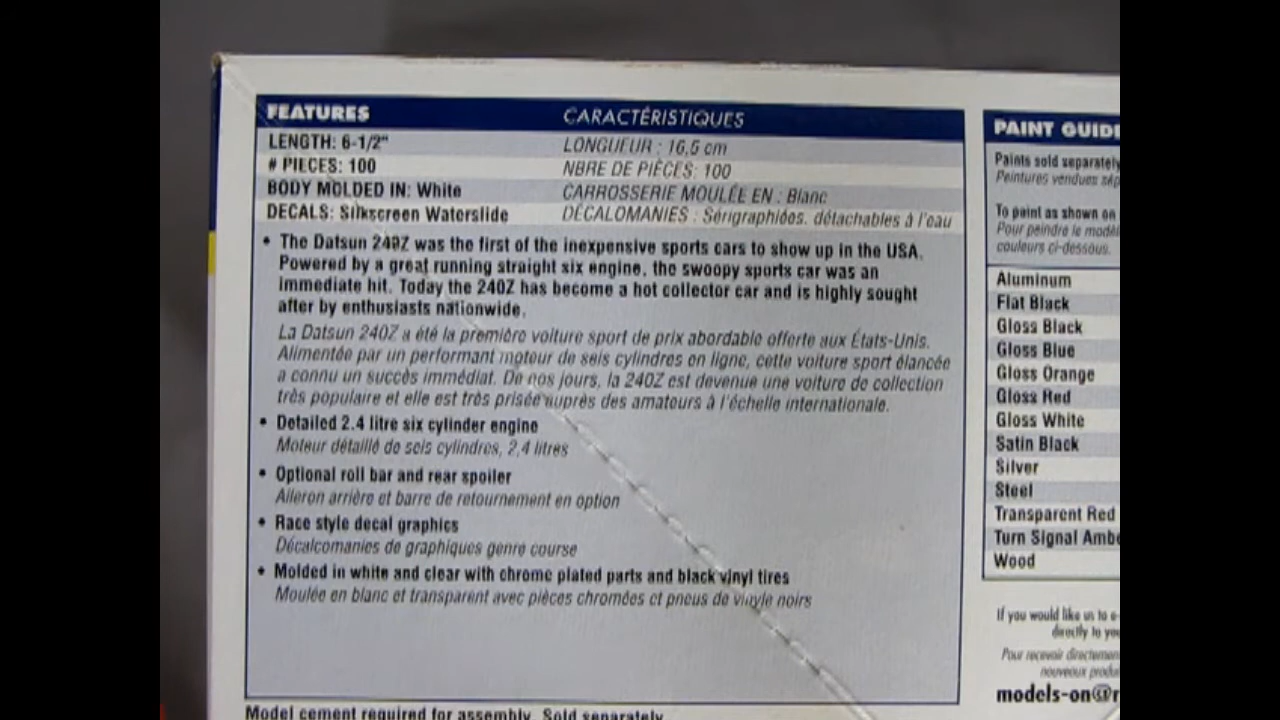 FEATURES CARACTÉRISTIQUES
LENGTH: 6-1/2" LONGUEUR : 16,5 cm
# PIECES: 100 NBRE DE PIÈCES: 100
BODY MOLDED IN: White CARROSSERIE MOULÉE EN : Blanc
DECALS: Silkscreen Waterslide DÉCALOMANIES : Sérigraphiées, détachables à l'eau
• The Datsun 240Z was the first of the inexpensive sports cars to show up in the USA.
Powered by a great running straight six engine, the swoopy sports car was an
immediate hit. Today the 240Z has become a hot collector car and is highly sought
after by enthusiasts nationwide.
La Datsun 240Z a été la première voiture sport de prix abordable offerte aux États-Unis.
Alimentée par un performant moteur de seis cylindres en ligne, cette voiture sport élancée
a connu un succès immédiat. De nos jours, la 240Z est devenue une voiture de collection
très populaire et elle est très prisée auprès des amateurs à l'échelle internationale.
• Detailed 2.4 litre six cylinder engine
Moteur détaillé de seis cylindres, 2,4 litres
• Optional roll bar and rear spoiler
Aileron arrière et barre de retournement en option
• Race style decal graphics
Décalcomanies de graphiques genre course
• Molded in white and clear with chrome plated parts and black vinyl tires
Moulée en blanc et transparent avec pièces chromées et pneus de vinyle noirs
Model cement required for assembly. Sold separately.
PAINT GUIDE
Paints sold separately
Peintures vendues sép
To paint as shown on
Pour peindre le modèl
couleurs ci-dessous.
Aluminum
Flat Black
Gloss Black
Gloss Blue
Gloss Orange
Gloss Red
Gloss White
Satin Black
Silver
Steel
Transparent Red
Turn Signal Ambe
Wood
If you would like us to e-
directly to you
Pour recevoir directemen
nouveaux produi
models-on@r